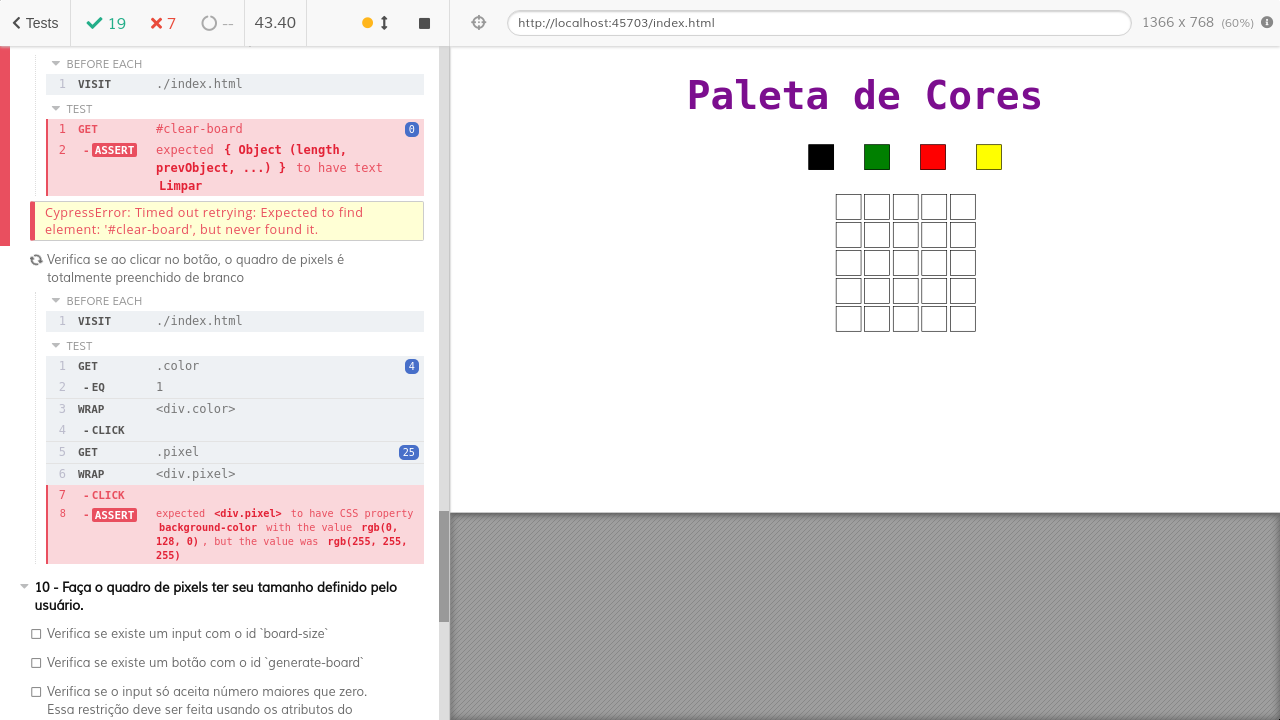 Tests 19 7 -- 43.40 http://localhost:45703/index.html 1366 x 768 (60%)
BEFORE EACH
1 VISIT ./index.html
TEST
1 GET #clear-board 0
2 - ASSERT expected { Object (length,
prevObject, ...) } to have text
Limpar
CypressError: Timed out retrying: Expected to find
element: '#clear-board', but never found it.
Verifica se ao clicar no botão, o quadro de pixels é
totalmente preenchido de branco
BEFORE EACH
1 VISIT ./index.html
TEST
1 GET .color 4
2 - EQ 1
3 WRAP <div.color>
4 - CLICK
5 GET .pixel 25
6 WRAP <div.pixel>
7 - CLICK
8 - ASSERT expected <div.pixel> to have CSS property
background-color with the value rgb(0,
128, 0) , but the value was rgb(255, 255,
255)
10 - Faça o quadro de pixels ter seu tamanho definido pelo
usuário.
Verifica se existe um input com o id `board-size`
Verifica se existe um botão com o id `generate-board`
Verifica se o input só aceita número maiores que zero.
Essa restrição deve ser feita usando os atributos do
Paleta de Cores